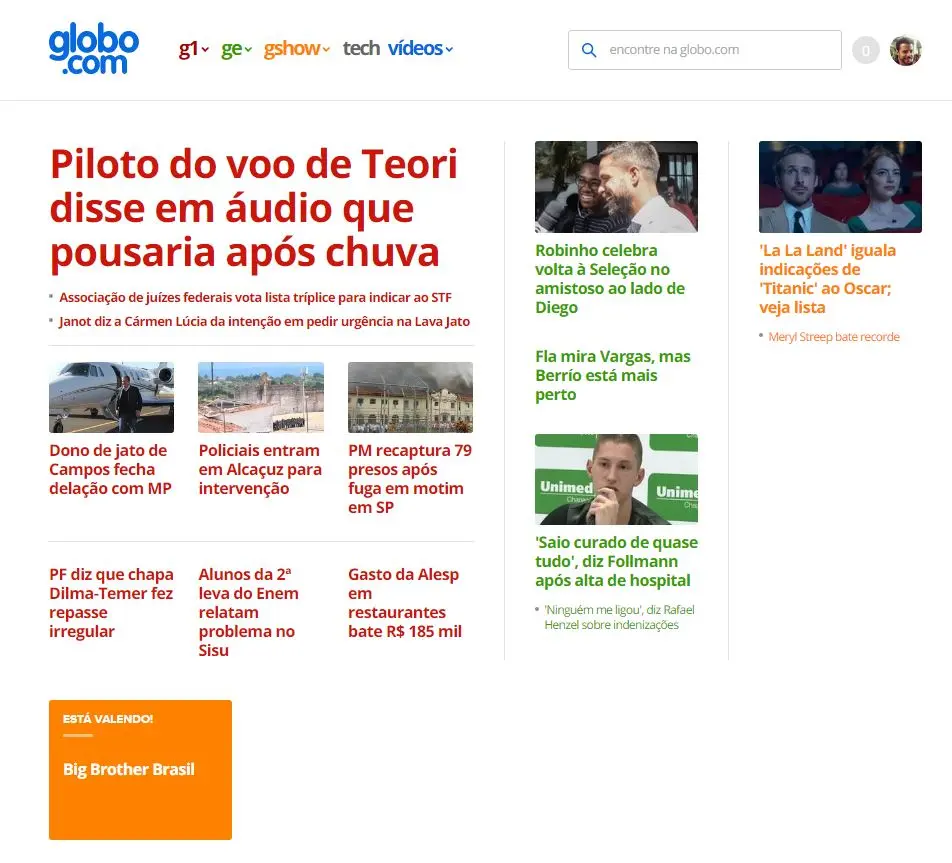 globo
.com
g1
ge
gshow
tech
vídeos
encontre na globo.com
0
Piloto do voo de Teori
disse em áudio que
pousaria após chuva
Associação de juízes federais vota lista tríplice para indicar ao STF
Janot diz a Cármen Lúcia da intenção em pedir urgência na Lava Jato
Dono de jato de
Campos fecha
delação com MP
Policiais entram
em Alcaçuz para
intervenção
PM recaptura 79
presos após
fuga em motim
em SP
PF diz que chapa
Dilma-Temer fez
repasse
irregular
Alunos da 2ª
leva do Enem
relatam
problema no
Sisu
Gasto da Alesp
em
restaurantes
bate R$ 185 mil
Robinho celebra
volta à Seleção no
amistoso ao lado de
Diego
Fla mira Vargas, mas
Berrío está mais
perto
Unimed
Unime
'Saio curado de quase
tudo', diz Follmann
após alta de hospital
'Ninguém me ligou', diz Rafael
Henzel sobre indenizações
'La La Land' iguala
indicações de
'Titanic' ao Oscar;
veja lista
Meryl Streep bate recorde
ESTÁ VALENDO!
Big Brother Brasil